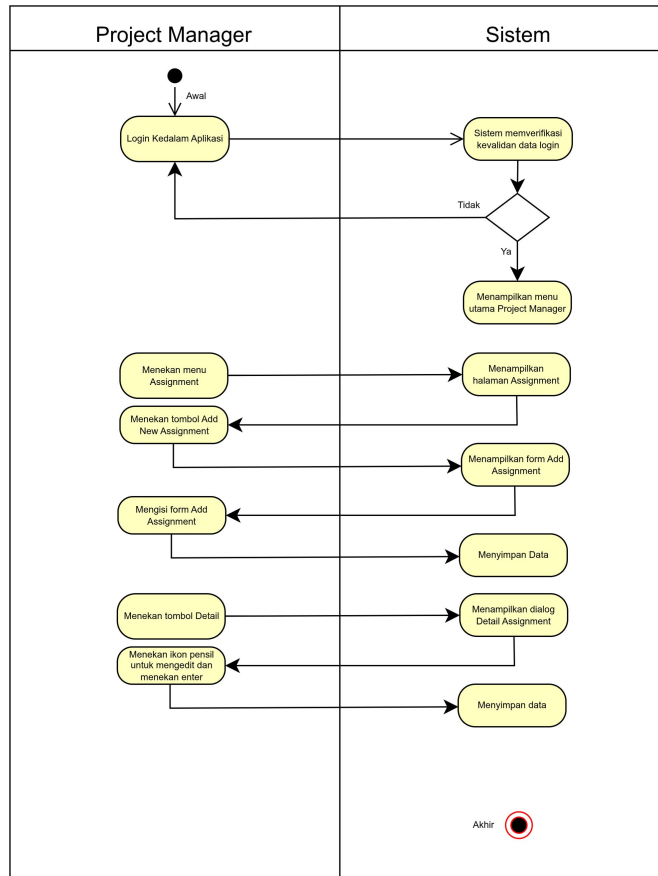 Project Manager
Sistem
Awal
Login Kedalam Aplikasi
Sistem memverifikasi
kevalidan data login
Tidak
Ya
Menampilkan menu
utama Project Manager
Menekan menu
Assignment
Menampilkan
halaman Assignment
Menekan tombol Add
New Assignment
Menampilkan form Add
Assignment
Mengisi form Add
Assignment
Menyimpan Data
Menekan tombol Detail
Menampilkan dialog
Detail Assignment
Menekan ikon pensil
untuk mengedit dan
menekan enter
Menyimpan data
Akhir